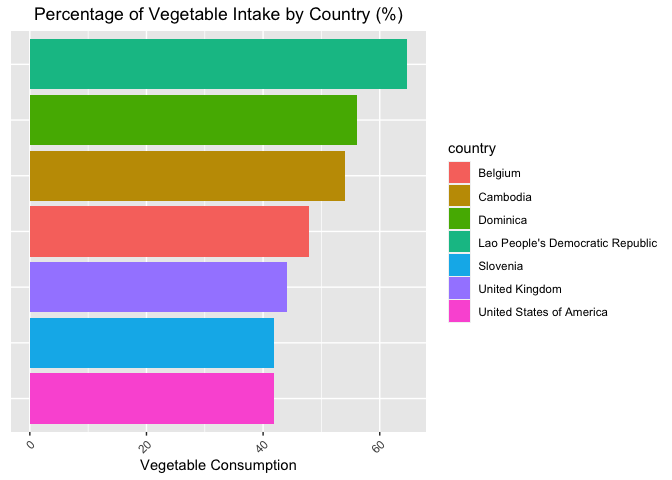 Percentage of Vegetable Intake by Country (%)
country
Belgium
Cambodia
Dominica
Lao People's Democratic Republic
Slovenia
United Kingdom
United States of America
0
20
40
60
Vegetable Consumption